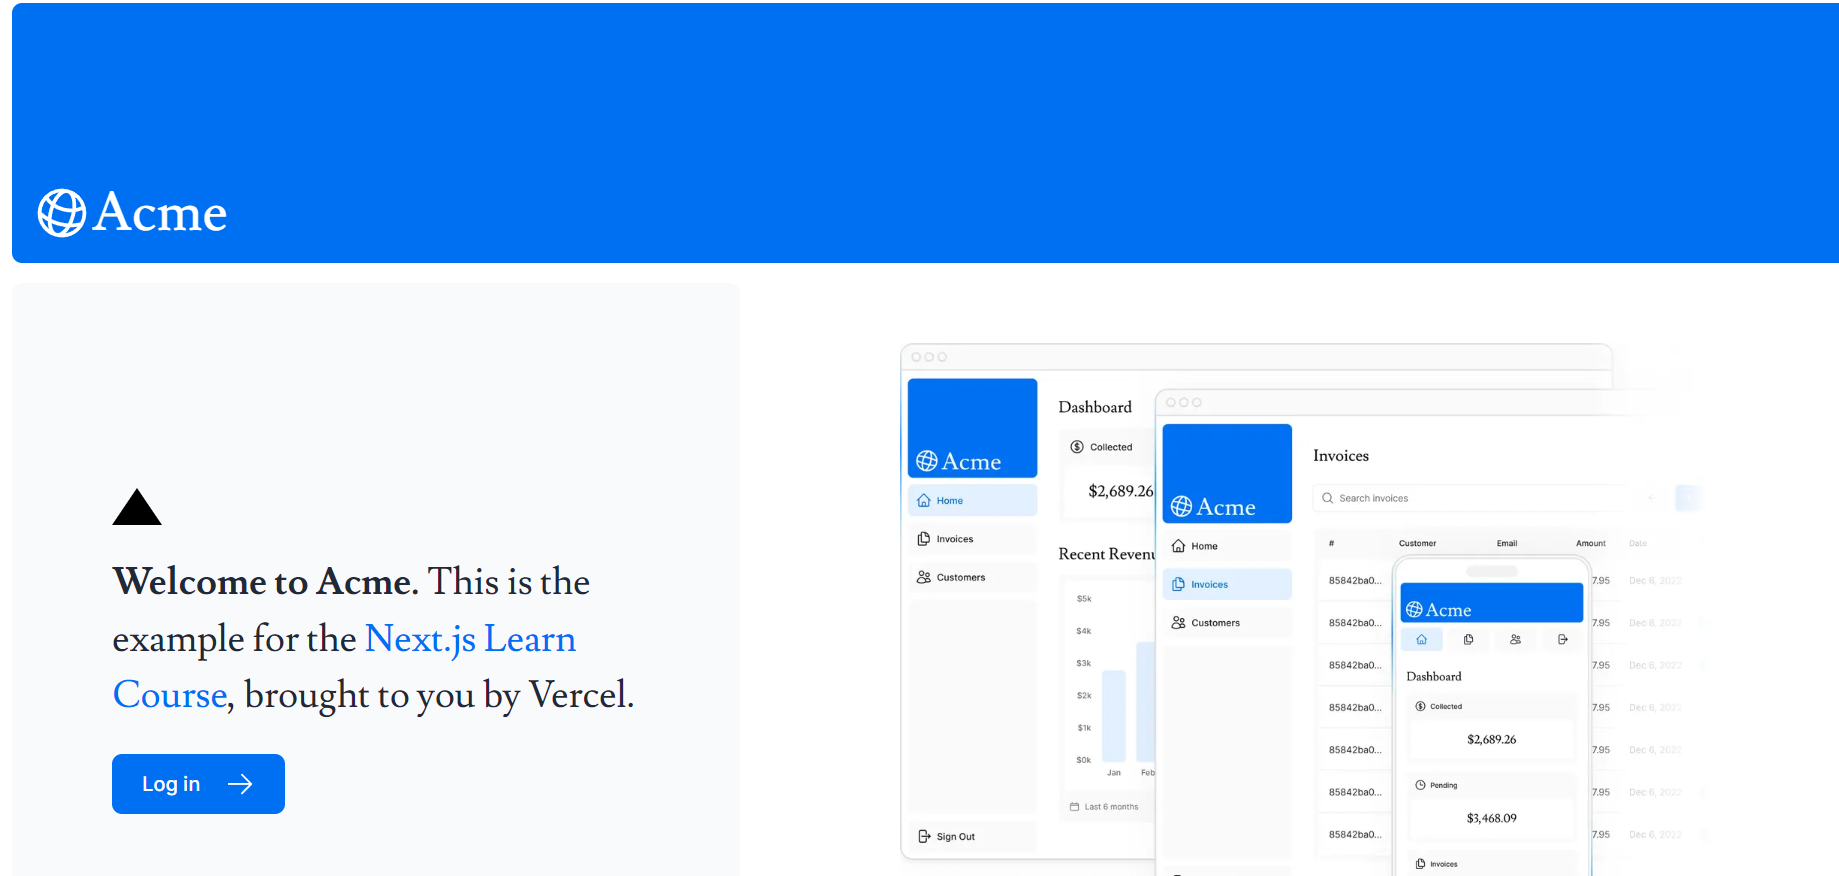 Acme
Welcome to Acme. This is the
example for the Next.js Learn
Course, brought to you by Vercel.
Log in
Acme
Home
Invoices
Customers
Sign Out
Dashboard
Collected
$2,689.26
Recent Revenu
$5k
$4k
$3k
$2k
$1k
$0k
Jan Feb
Last 6 months
Acme
Home
Invoices
Customers
Invoices
Search invoices
# Customer Email Amount Date
85842ba0... 7.95 Dec 6, 2022
85842ba0... 7.95 Dec 6, 2022
85842ba0... 7.95 Dec 6, 2022
85842ba0... 7.95 Dec 6, 2022
85842ba0... 7.95 Dec 6, 2022
85842ba0... 7.95 Dec 6, 2022
85842ba0... 7.95 Dec 6, 2022
Acme
Dashboard
Collected
$2,689.26
Pending
$3,468.09
Invoices